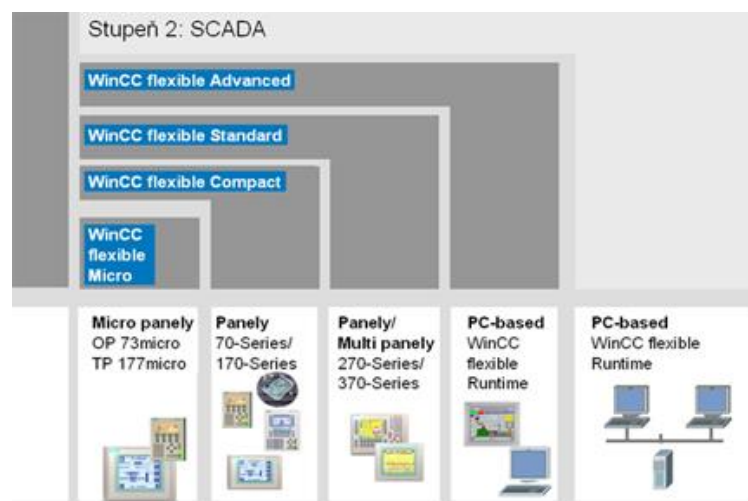 Stupeň 2: SCADA
WinCC flexible Advanced
WinCC flexible Standard
WinCC flexible Compact
WinCC
flexible
Micro
Micro panely
OP 73micro
TP 177micro
Panely
70-Series/
170-Series
Panely/
Multi panely
270-Series/
370-Series
PC-based
WinCC
flexible
Runtime
PC-based
WinCC flexible
Runtime